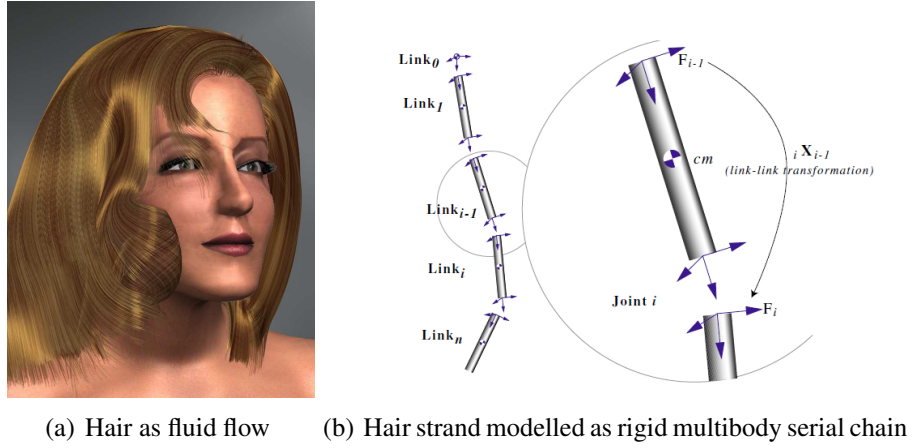 Link0
Link1
Linki-1
Linki
Linkn
Fi-1
cm
i Xi-1
(link-link transformation)
Joint i
Fi
(a) Hair as fluid flow
(b) Hair strand modelled as rigid multibody serial chain